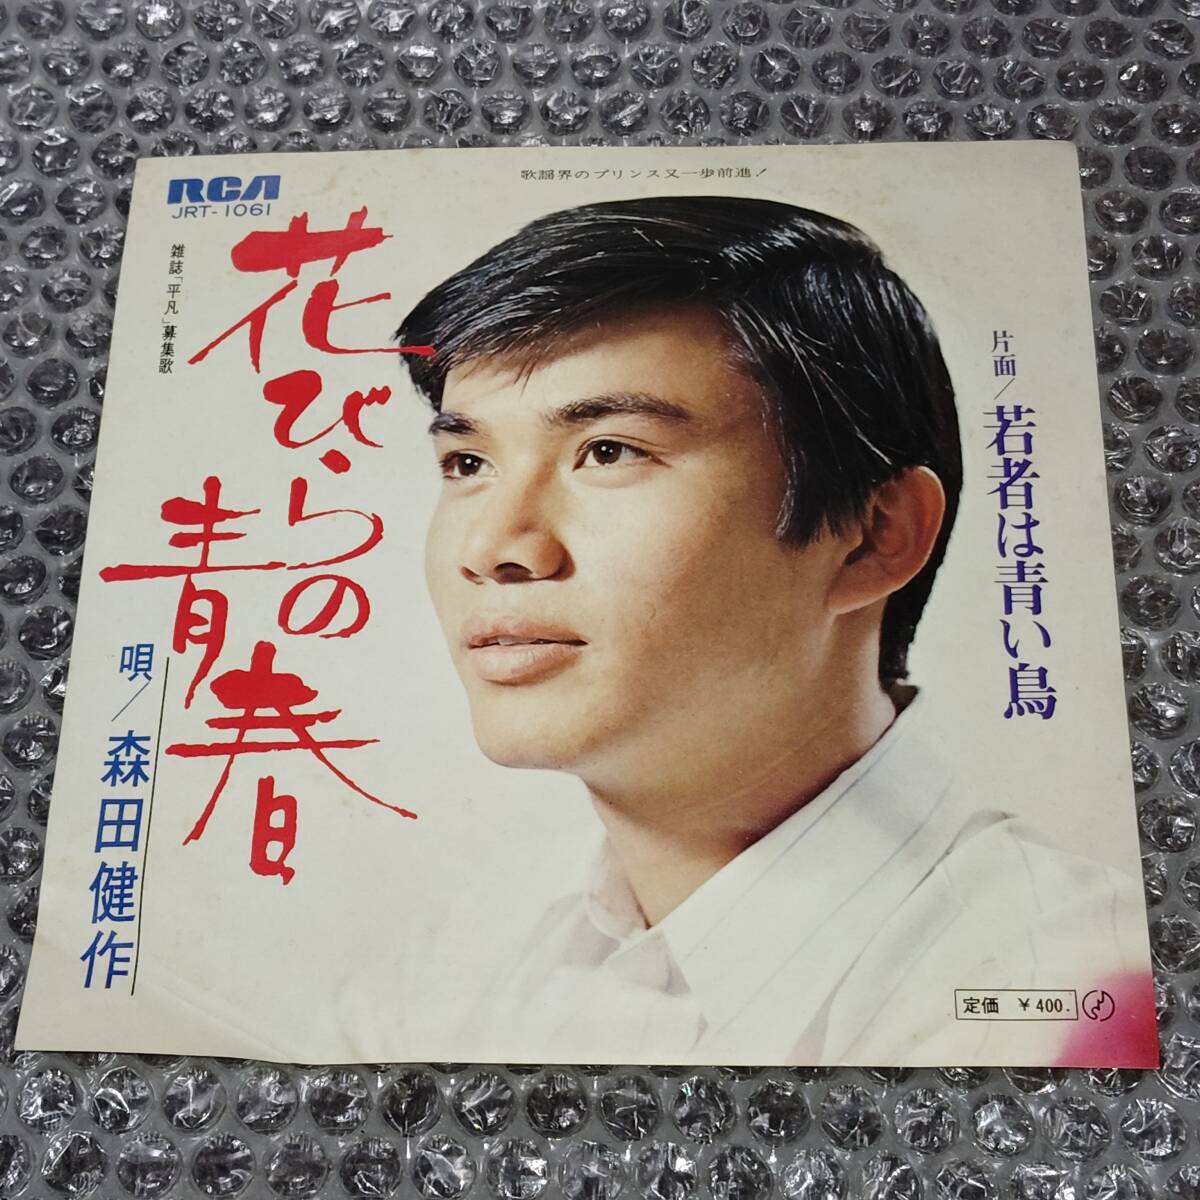 RCA
JRT-1061
歌謡界のプリンス又一歩前進!
雑誌「平凡」募集歌
花びらの
青春
唄/森田健作
片面/若者は青い鳥
定価 ¥400.